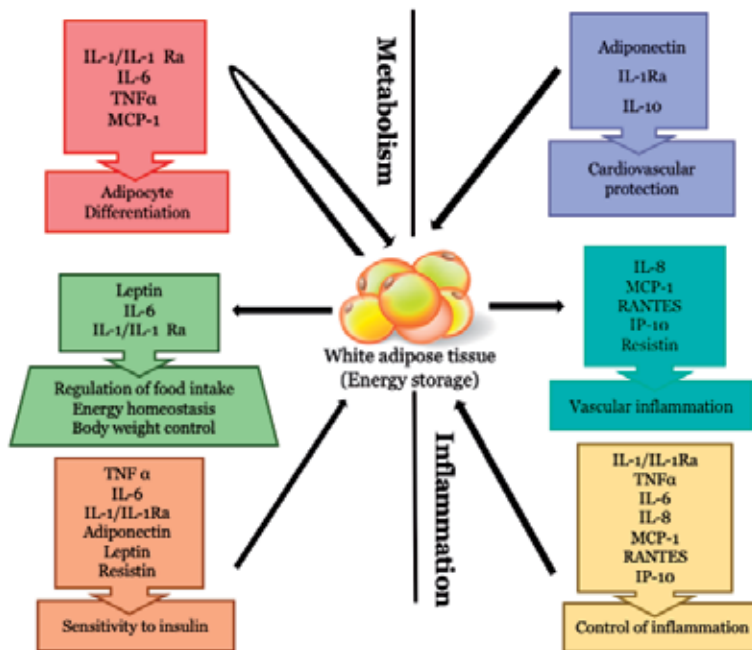 IL-1/IL-1 Ra
IL-6
TNFα
MCP-1
Adipocyte
Differentiation
Metabolism
Adiponectin
IL-1Ra
IL-10
Cardiovascular
protection
Leptin
IL-6
IL-1/IL-1 Ra
Regulation of food intake
Energy homeostasis
Body weight control
White adipose tissue
(Energy storage)
IL-8
MCP-1
RANTES
IP-10
Resistin
Vascular inflammation
TNF α
IL-6
IL-1/IL-1Ra
Adiponectin
Leptin
Resistin
Sensitivity to insulin
Inflammation
IL-1/IL-1Ra
TNFα
IL-6
IL-8
MCP-1
RANTES
IP-10
Control of inflammation